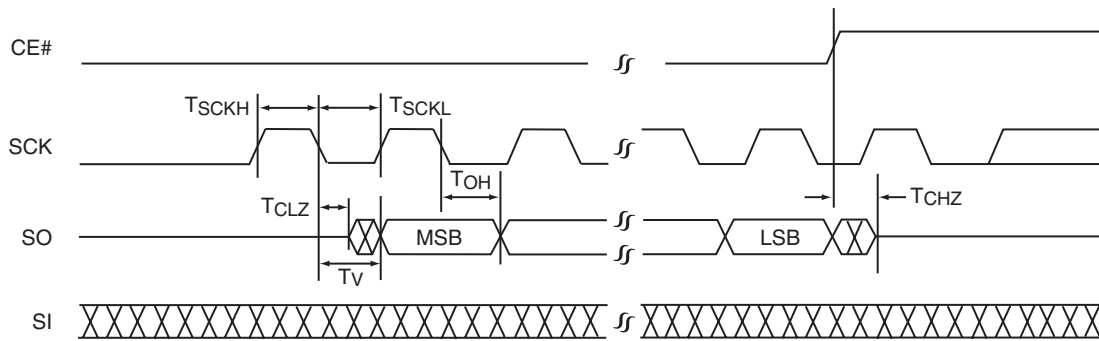 CE#
TSCKH
TSCKL
SCK
TOH
TCLZ
TCHZ
SO
MSB
LSB
TV
SI